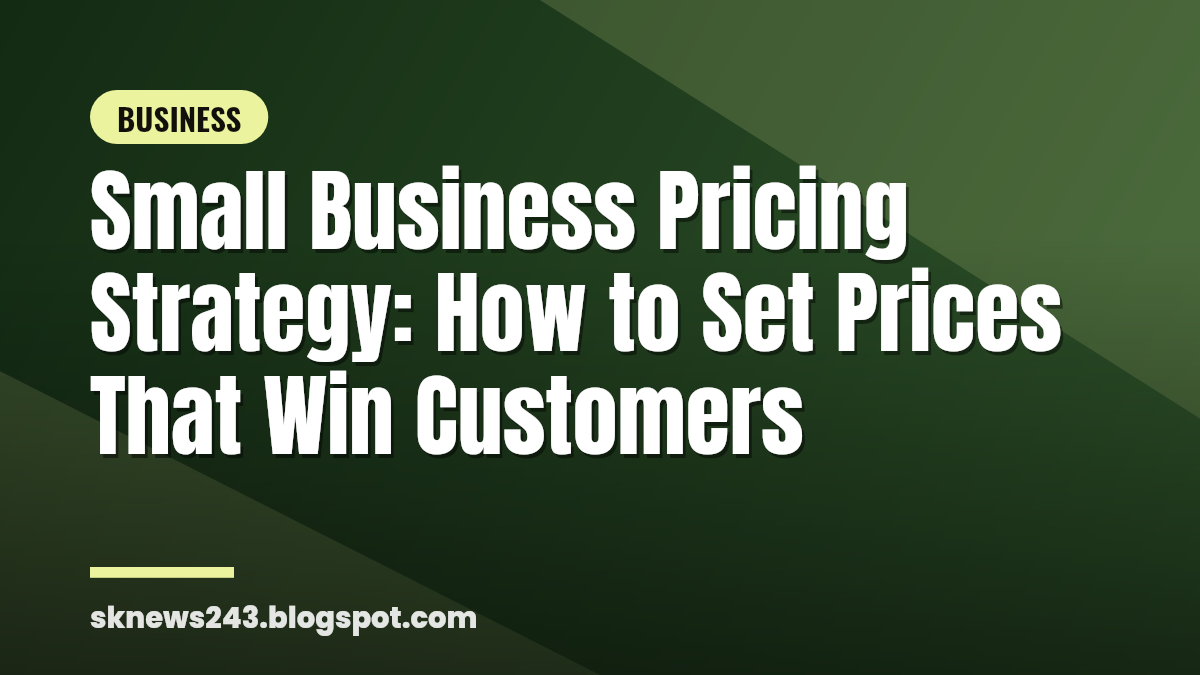 BUSINESS
Small Business Pricing
Strategy: How to Set Prices
That Win Customers
sknews243.blogspot.com